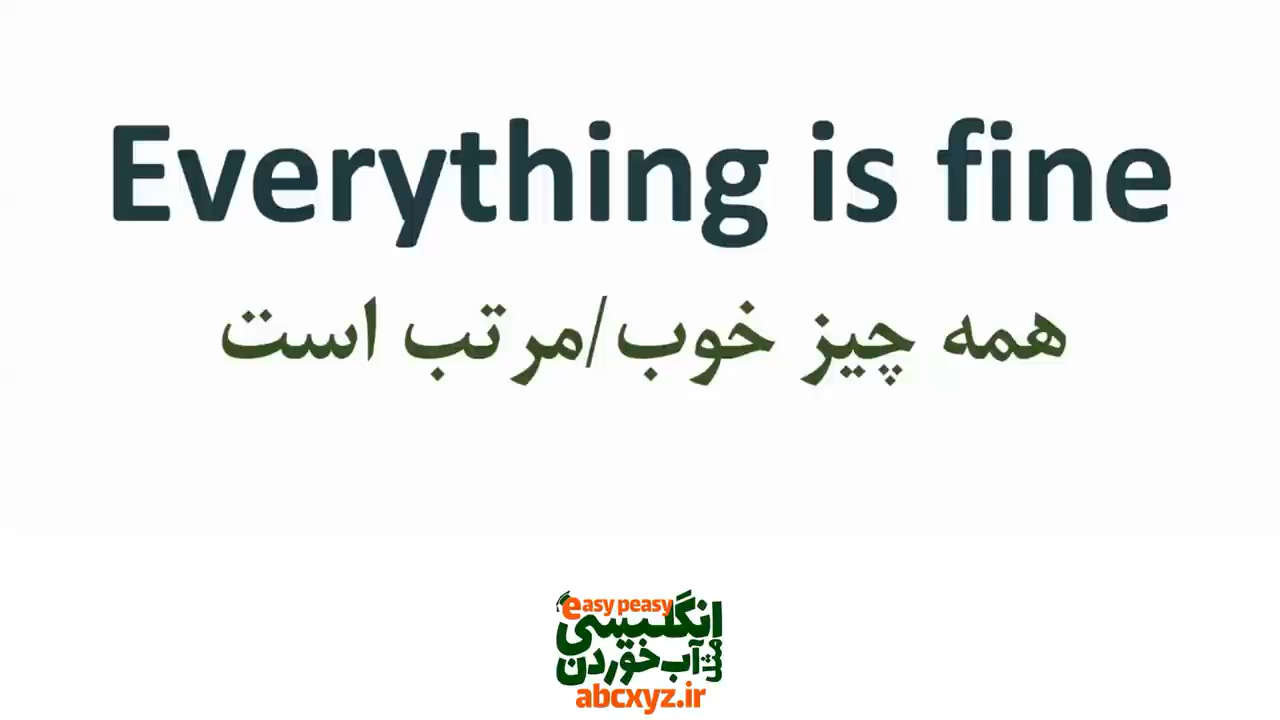 Everything is fine
همه چیز خوب/مرتب است
easy peasy
انگلیسی
مثل آب خوردن
abcxyz.ir